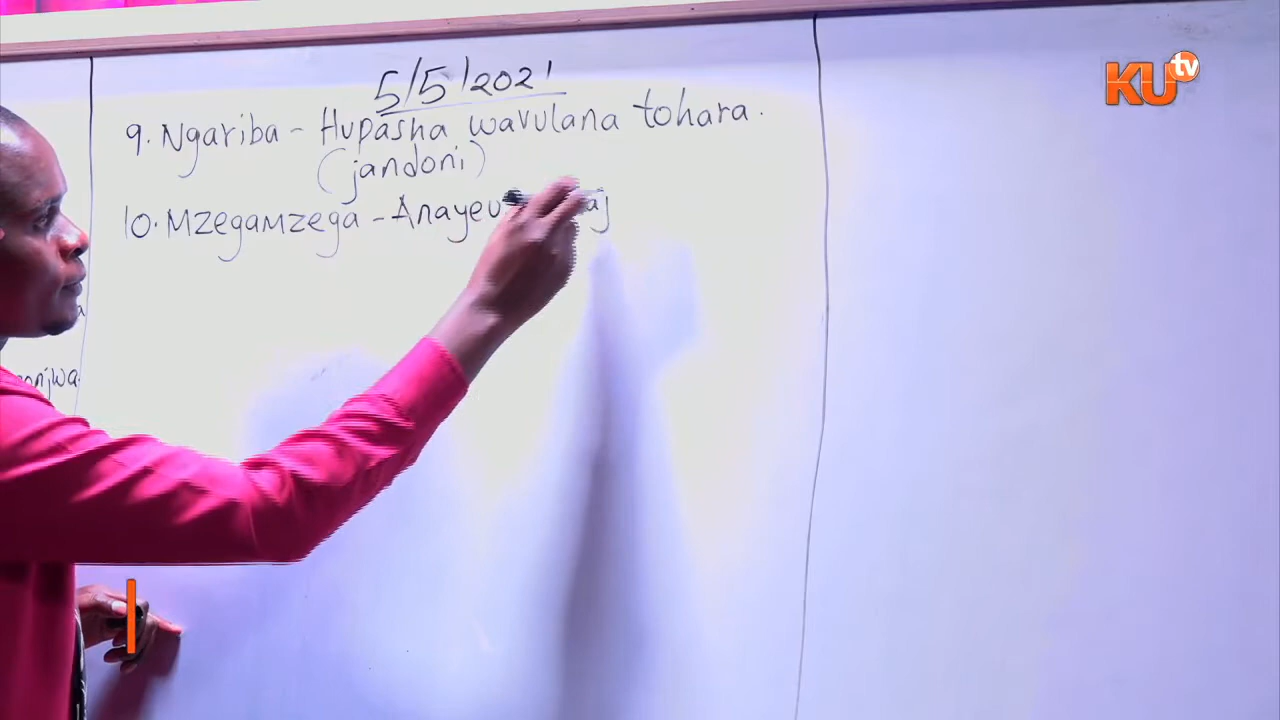 KU tv
5/5/2021
9. Ngariba - Hupasha wavulana tohara.
(jandoni)
10. Mzegamzega - Anayeu